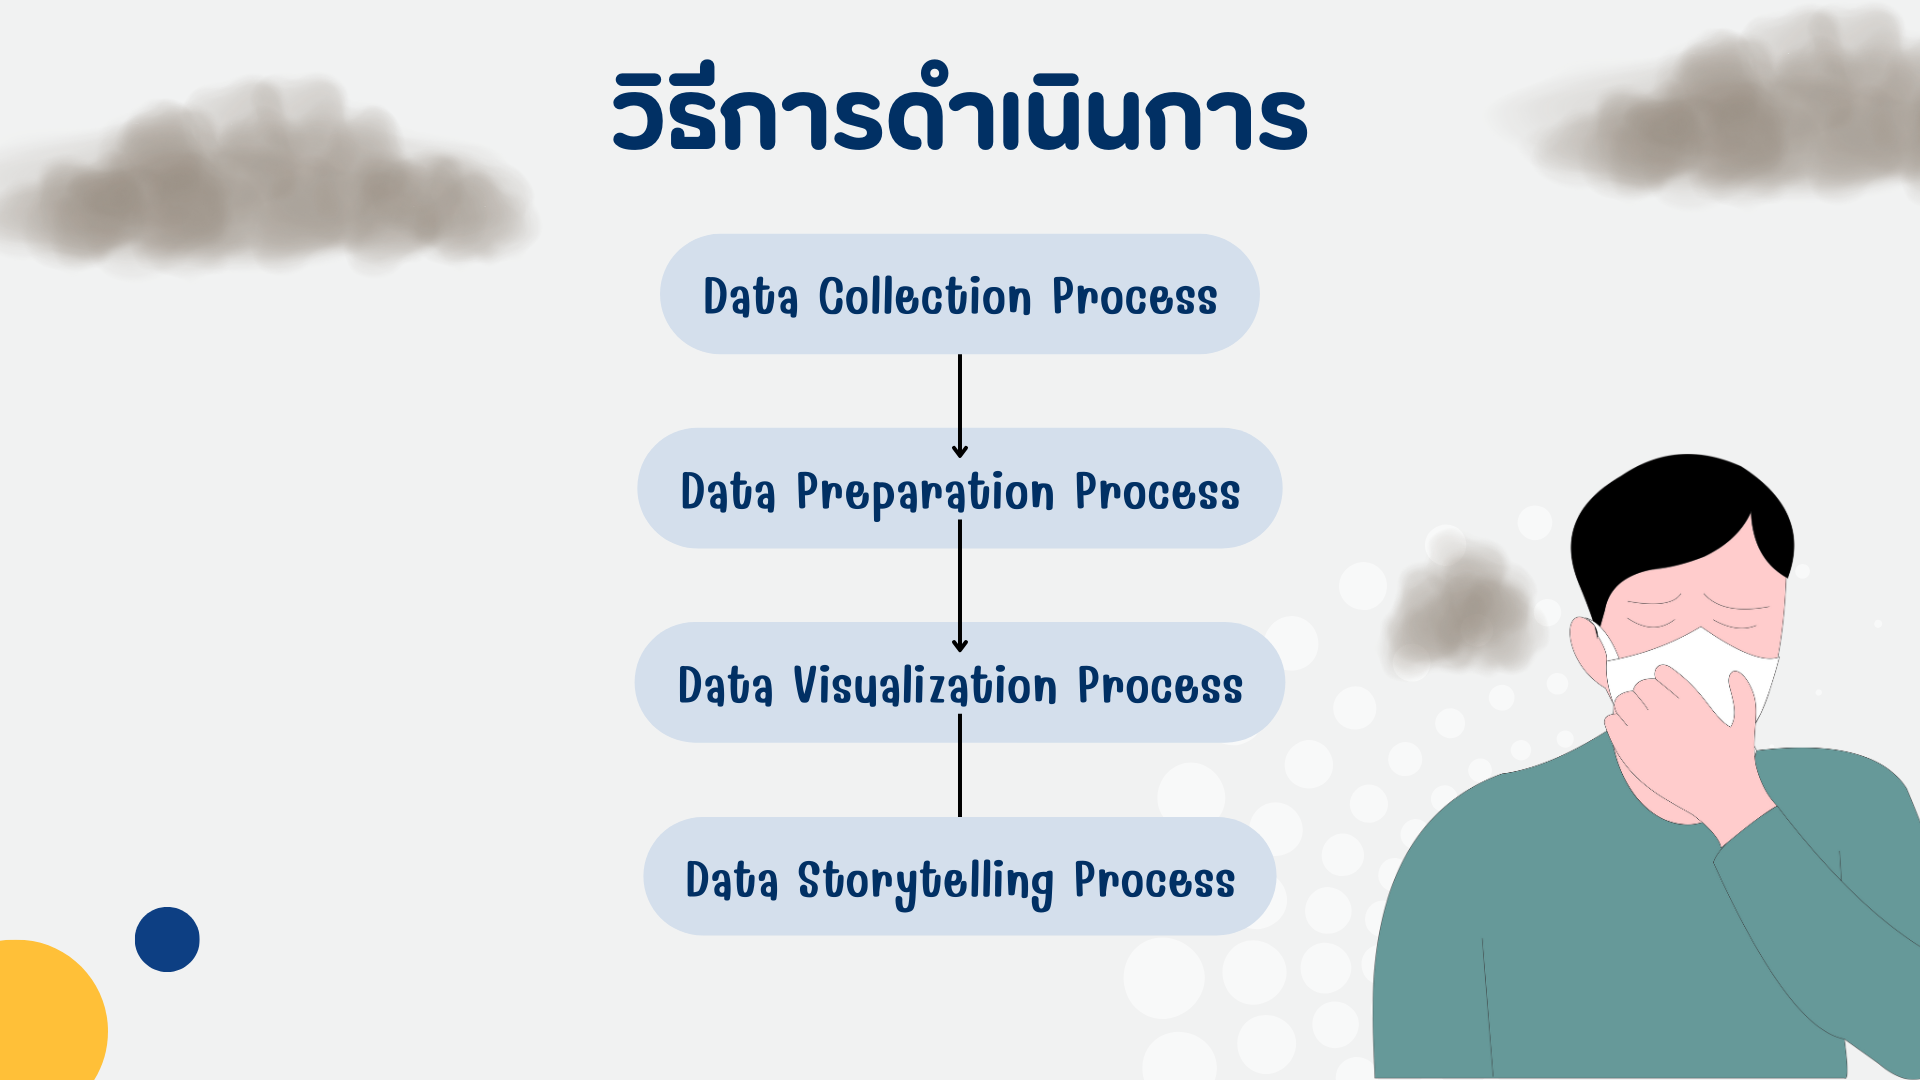 วิธีการดำเนินการ
Data Collection Process
Data Preparation Process
Data Visualization Process
Data Storytelling Process